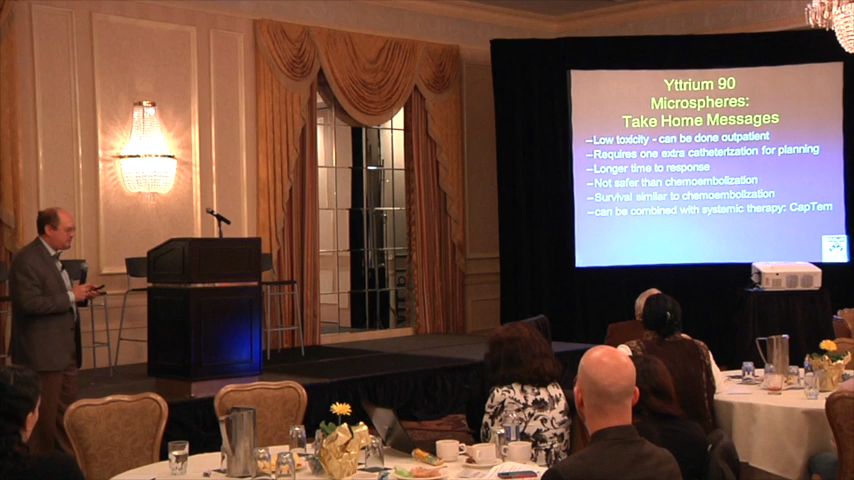 Yttrium 90
Microspheres:
Take Home Messages
–Low toxicity - can be done outpatient
–Requires one extra catheterization for planning
–Longer time to response
–Not safer than chemoembolization
–Survival similar to chemoembolization
–can be combined with systemic therapy: CapTem